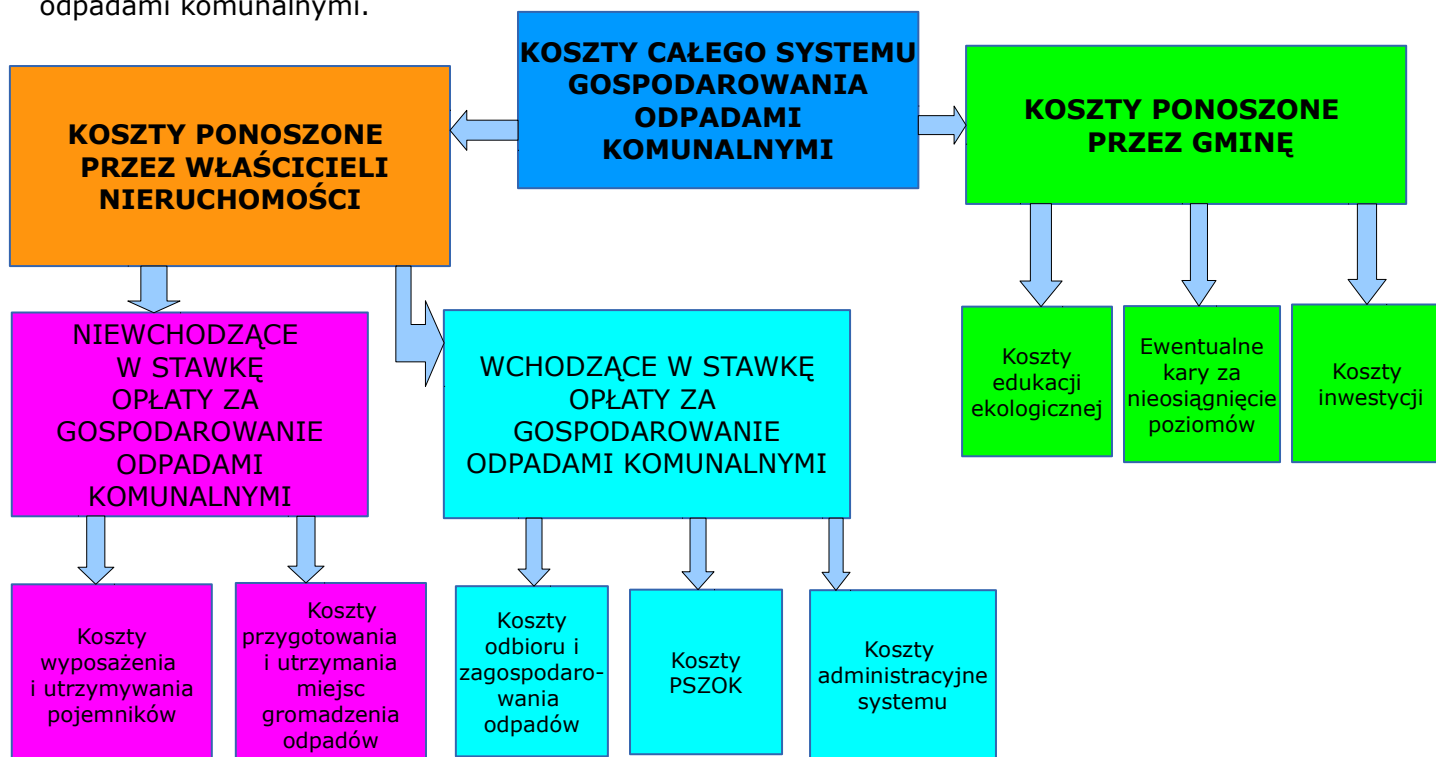 odpadami komunalnymi.
KOSZTY CAŁEGO SYSTEMU
GOSPODAROWANIA
ODPADAMI
KOMUNALNYMI
KOSZTY PONOSZONE
PRZEZ WŁAŚCICIELI
NIERUCHOMOŚCI
KOSZTY PONOSZONE
PRZEZ GMINĘ
NIEWCHODZĄCE
W STAWKĘ
OPŁATY ZA
GOSPODAROWANIE
ODPADAMI
KOMUNALNYMI
WCHODZĄCE W STAWKĘ
OPŁATY ZA
GOSPODAROWANIE
ODPADAMI KOMUNALNYMI
Koszty
edukacji
ekologicznej
Ewentualne
kary za
nieosiągnięcie
poziomów
Koszty
inwestycji
Koszty
wyposażenia
i utrzymywania
pojemników
Koszty
przygotowania
i utrzymania
miejsc
gromadzenia
odpadów
Koszty
odbioru i
zagospodaro-
wania
odpadów
Koszty
PSZOK
Koszty
administracyjne
systemu